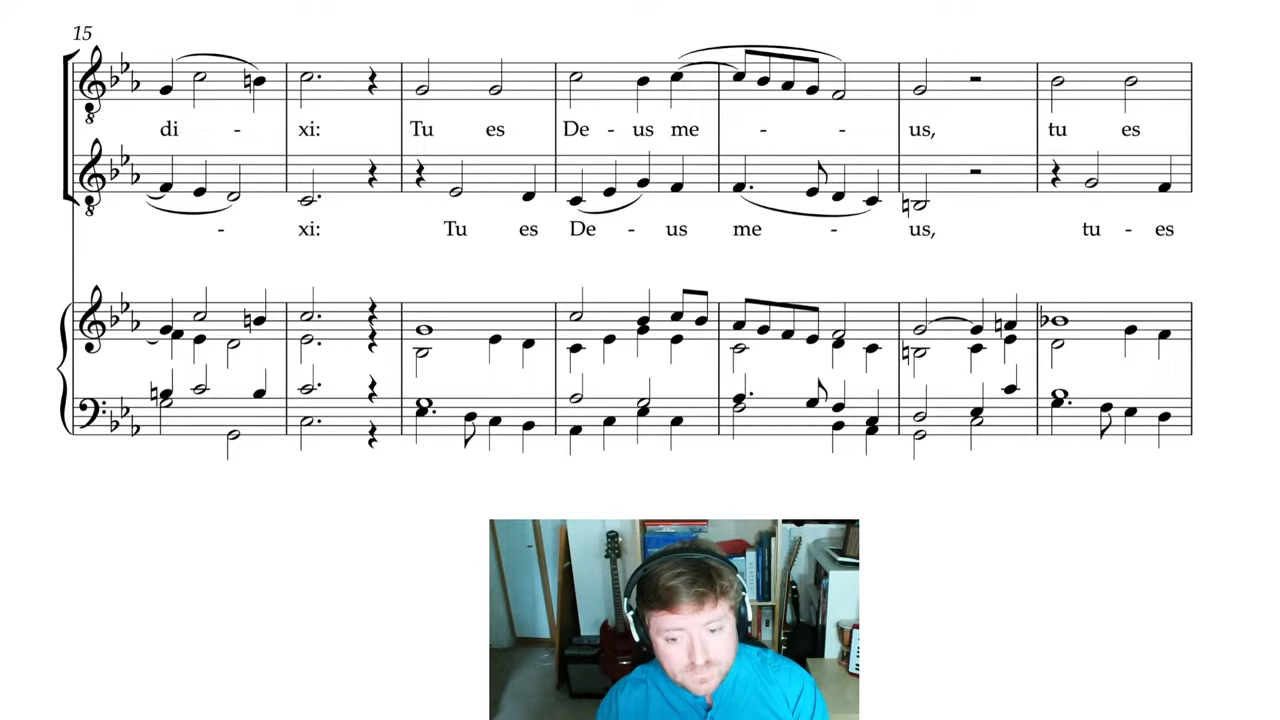 15
di - xi: Tu es De - us me - - us, tu es
- xi: Tu es De - us me - us, tu - es